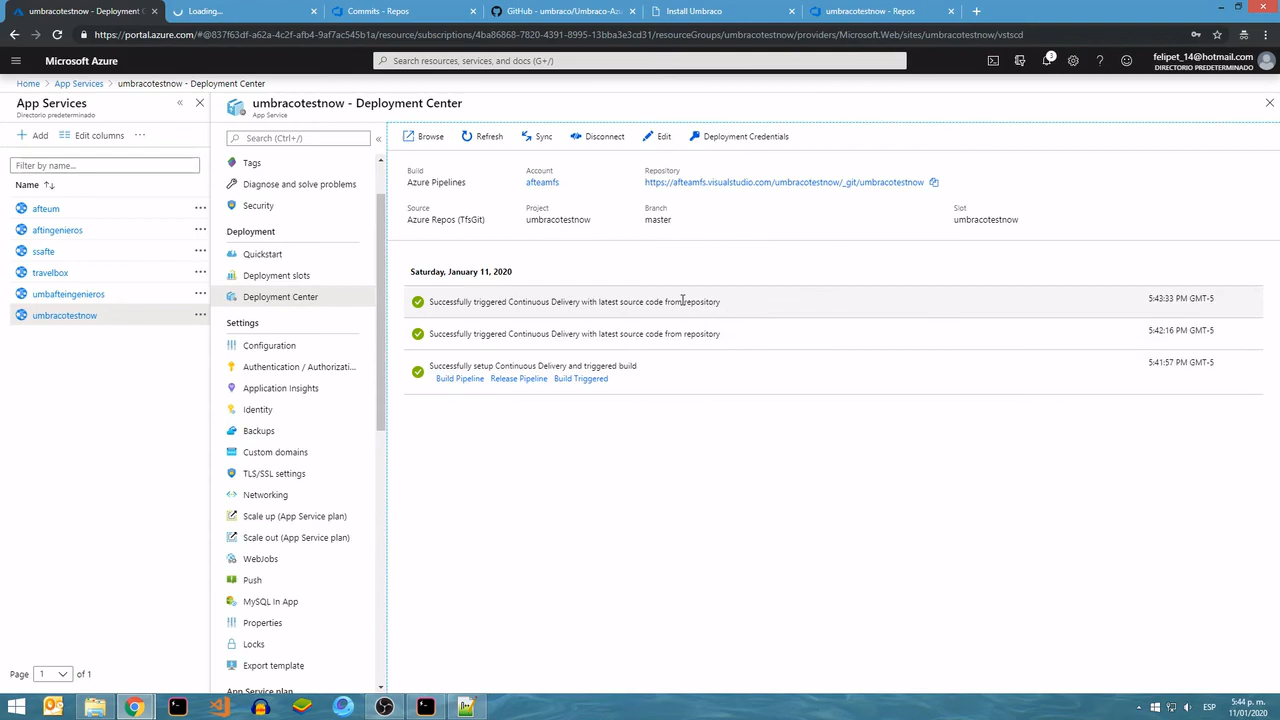 umbracotestnow - Deployment C
Loading...
Commits - Repos
GitHub - umbraco/Umbraco-Az
Install Umbraco
umbracotestnow - Repos
https://portal.azure.com/#@837f63df-a62a-4c2f-afb4-9af7ac545b1a/resource/subscriptions/4ba86868-7820-4391-8995-13bba3e3cd31/resourceGroups/umbracotestnow/providers/Microsoft.Web/sites/umbracotestnow/vstscd
Microsoft Azure
Search resources, services, and docs (G+/)
3
felipet_14@hotmail.com
DIRECTORIO PREDETERMINADO
Home
App Services
umbracotestnow - Deployment Center
App Services
Directorio predeterminado
Add
Edit columns
Filter by name...
Name
afteum
aftingenieros
ssafte
travelbox
umbafteingenieros
umbracotestnow
Page 1 of 1
umbracotestnow - Deployment Center
App Service
Search (Ctrl+/)
Tags
Diagnose and solve problems
Security
Deployment
Quickstart
Deployment slots
Deployment Center
Settings
Configuration
Authentication / Authorizati...
Application Insights
Identity
Backups
Custom domains
TLS/SSL settings
Networking
Scale up (App Service plan)
Scale out (App Service plan)
WebJobs
Push
MySQL In App
Properties
Locks
Export template
App Service plan
Browse
Refresh
Sync
Disconnect
Edit
Deployment Credentials
Build
Account
Repository
Azure Pipelines
afteamfs
https://afteamfs.visualstudio.com/umbracotestnow/_git/umbracotestnow
Source
Project
Branch
Slot
Azure Repos (TfsGit)
umbracotestnow
master
umbracotestnow
Saturday, January 11, 2020
Successfully triggered Continuous Delivery with latest source code from repository
5:43:33 PM GMT-5
Successfully triggered Continuous Delivery with latest source code from repository
5:42:16 PM GMT-5
Successfully setup Continuous Delivery and triggered build
5:41:57 PM GMT-5
Build Pipeline
Release Pipeline
Build Triggered
ESP
5:44 p. m.
11/01/2020